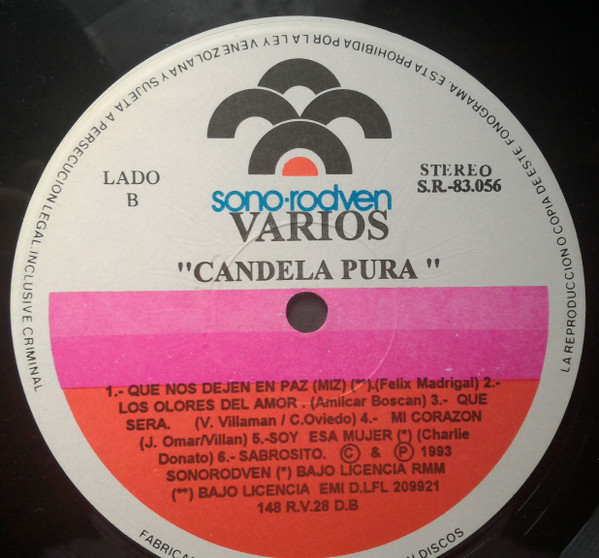 LA REPRODUCCION O COPIA DE ESTE FONOGRAMA. ESTA PROHIBIDA POR LA LEY VENEZOLANA Y SUJETA A PERSECUCION LEGAL. INCLUSIVE CRIMINAL
LADO
B
STEREO
S.R.-83.056
sono·rodven
VARIOS
"CANDELA PURA "
1.- QUE NOS DEJEN EN PAZ (MIZ) (**).(Felix Madrigal) 2.-
LOS OLORES DEL AMOR . (Amilcar Boscan) 3.- QUE
SERA. (V. Villaman / C.Oviedo) 4.- MI CORAZON
(J. Omar/Villan) 5.-SOY ESA MUJER (*) (Charlie
Donato) 6.- SABROSITO. © & ℗ 1993
SONORODVEN (*) BAJO LICENCIA RMM
(**) BAJO LICENCIA EMI D.LFL 209921
148 R.V.28 D.B
DISCOS